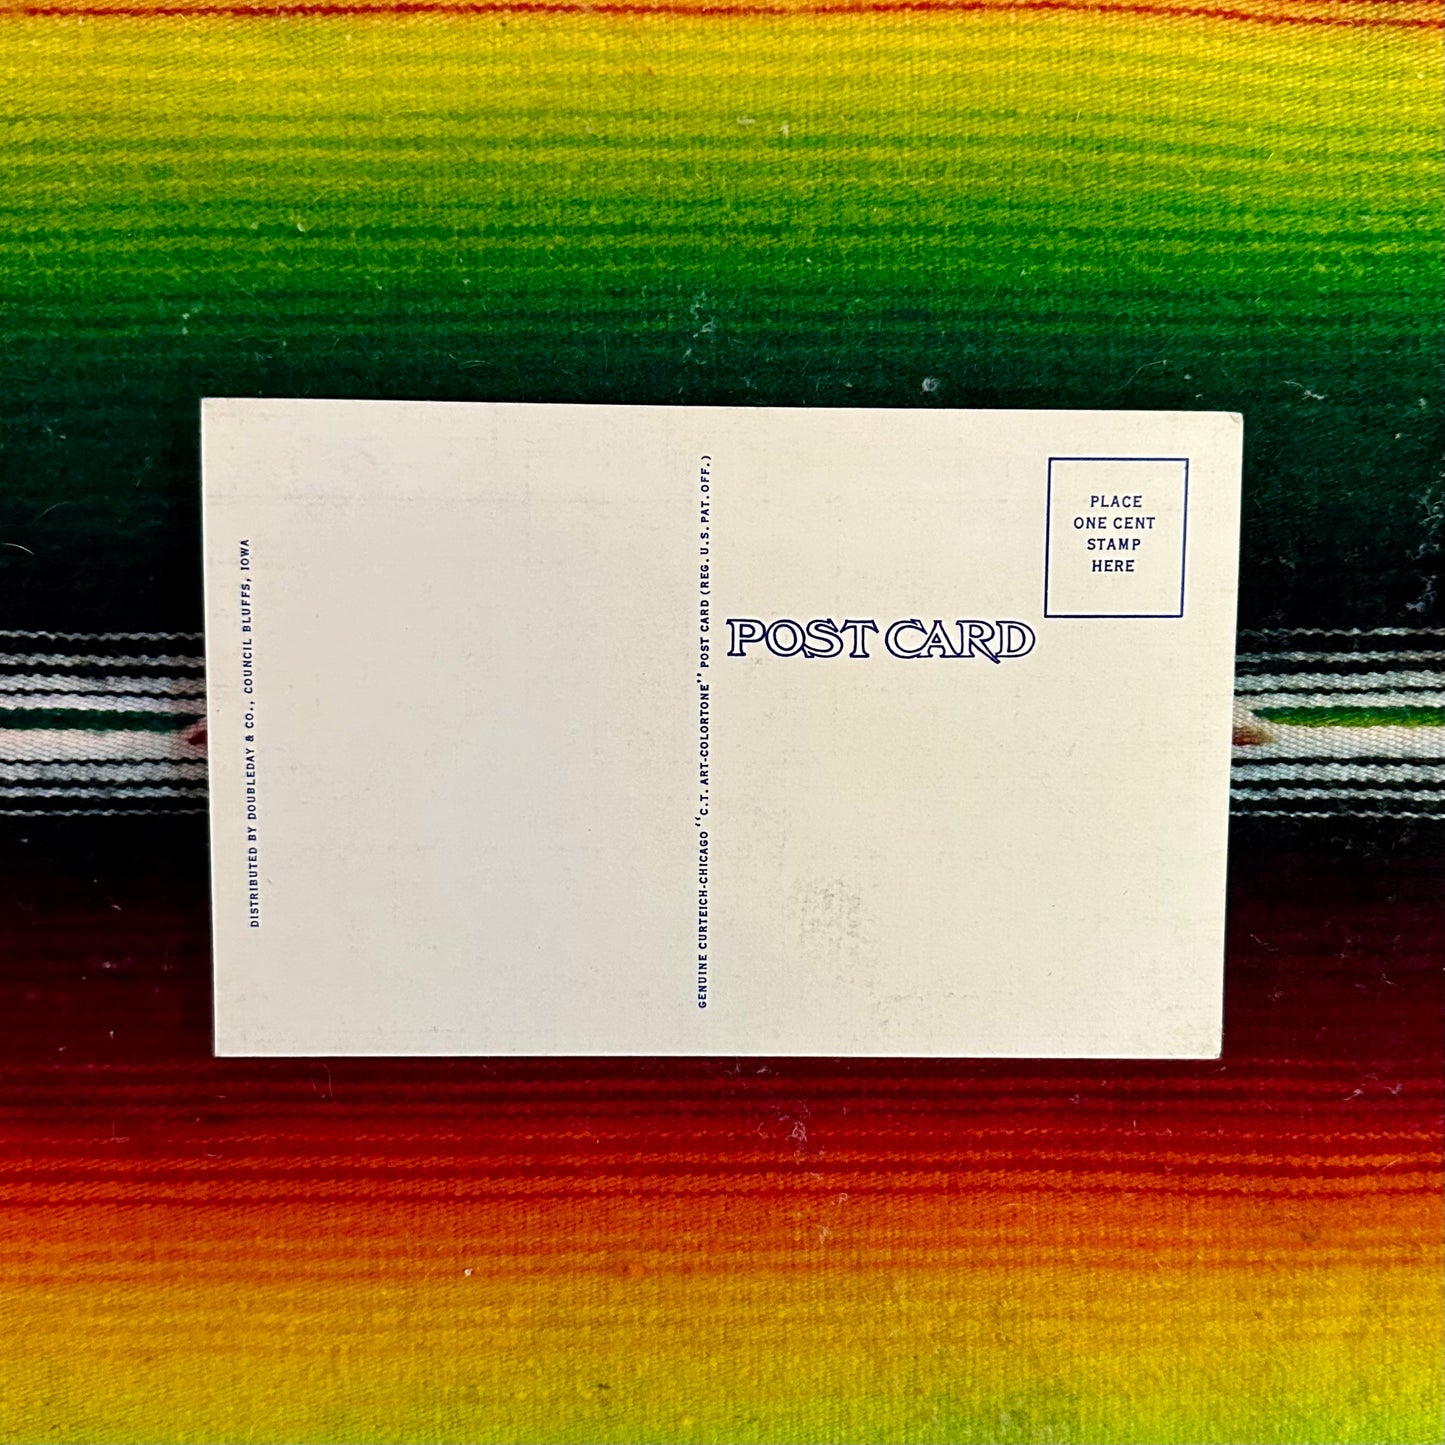 DISTRIBUTED BY DOUBLEDAY & CO., COUNCIL BLUFFS, IOWA
GENUINE CURTEICH-CHICAGO "C.T. ART-COLORTONE" POST CARD (REG. U.S. PAT. OFF.)
POST CARD
PLACE
ONE CENT
STAMP
HERE